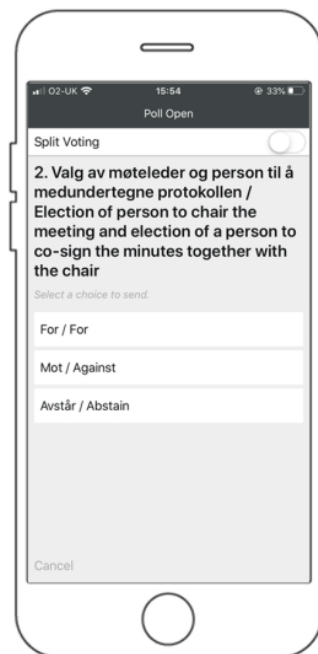 O2-UK 15:54 33%
Poll Open
Split Voting
2. Valg av møteleder og person til å
medundertegne protokollen /
Election of person to chair the
meeting and election of a person to
co-sign the minutes together with
the chair
Select a choice to send.
For / For
Mot / Against
Avstår / Abstain
Cancel